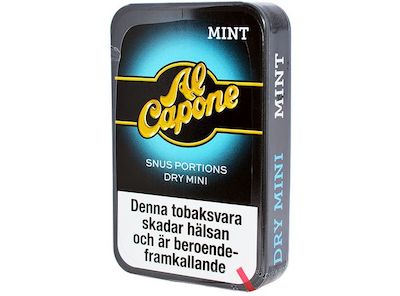 MINT
Al
Capone
SNUS PORTIONS
DRY MINI
Denna tobaksvara
skadar hälsan
och är beroende-
framkallande
DRY MINI MINT